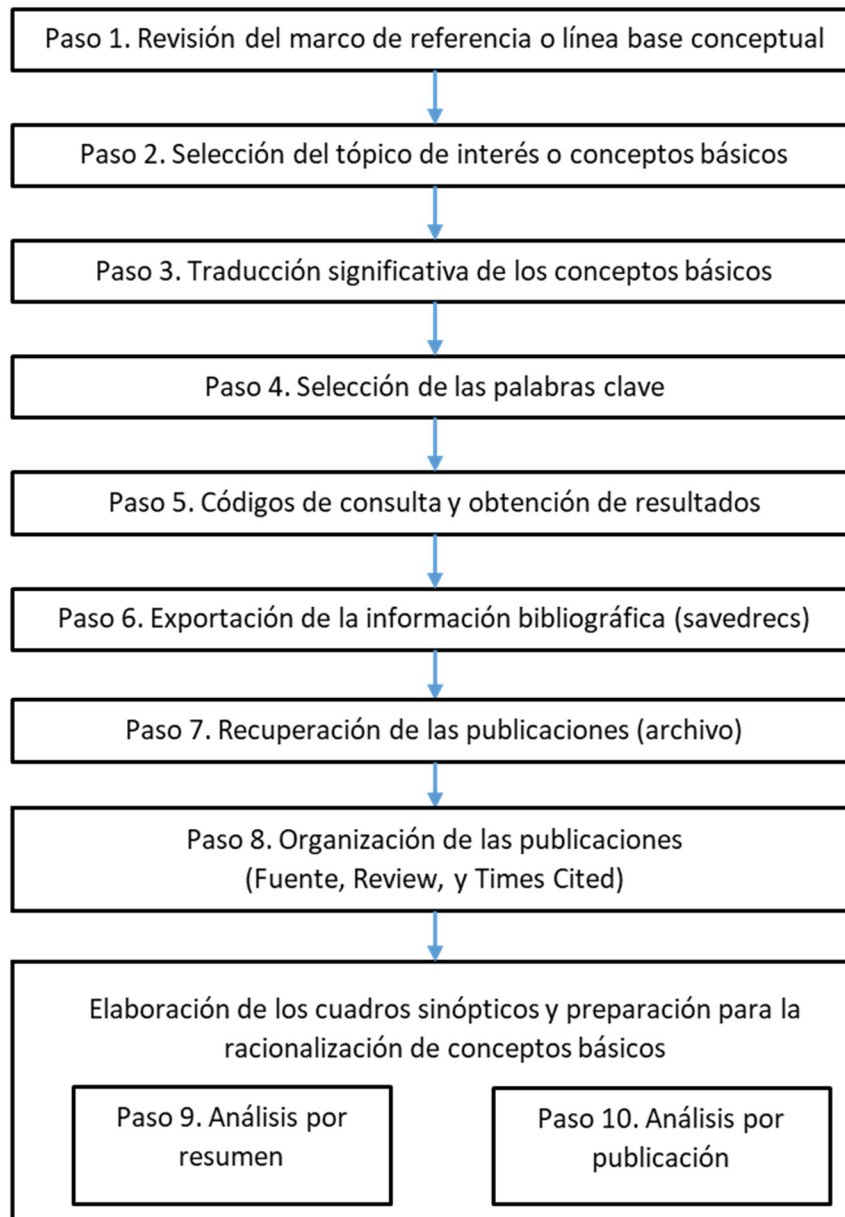 Paso 1. Revisión del marco de referencia o línea base conceptual
Paso 2. Selección del tópico de interés o conceptos básicos
Paso 3. Traducción significativa de los conceptos básicos
Paso 4. Selección de las palabras clave
Paso 5. Códigos de consulta y obtención de resultados
Paso 6. Exportación de la información bibliográfica (savedrecs)
Paso 7. Recuperación de las publicaciones (archivo)
Paso 8. Organización de las publicaciones
(Fuente, Review, y Times Cited)
Elaboración de los cuadros sinópticos y preparación para la
racionalización de conceptos básicos
Paso 9. Análisis por
resumen
Paso 10. Análisis por
publicación